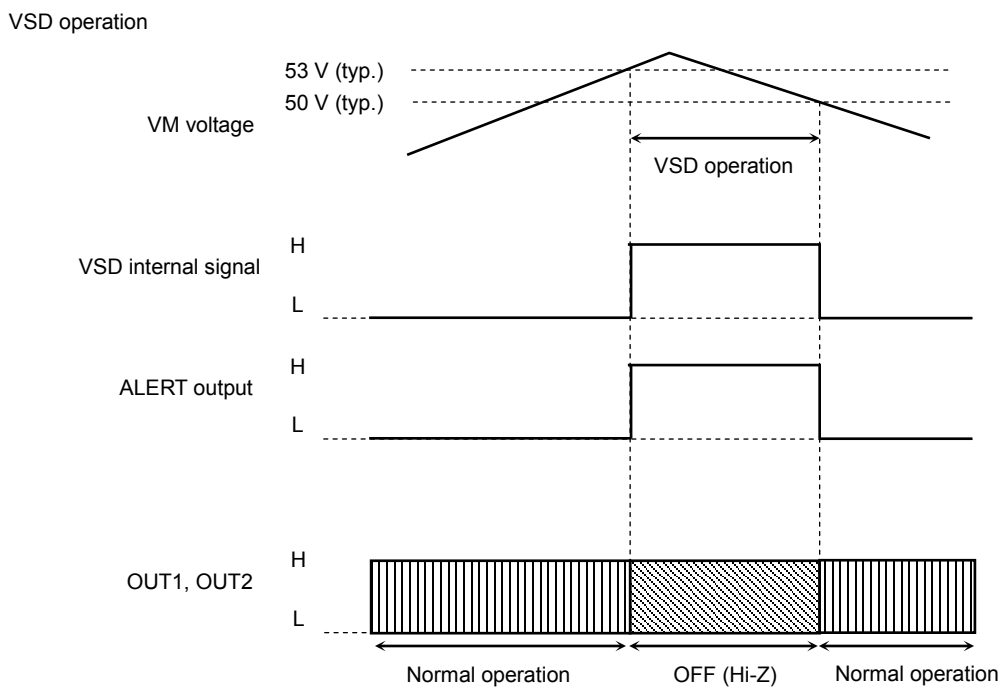 VSD operation
53 V (typ.)
50 V (typ.)
VM voltage
VSD operation
H
VSD internal signal
L
H
ALERT output
L
H
OUT1, OUT2
L
Normal operation
OFF (Hi-Z)
Normal operation